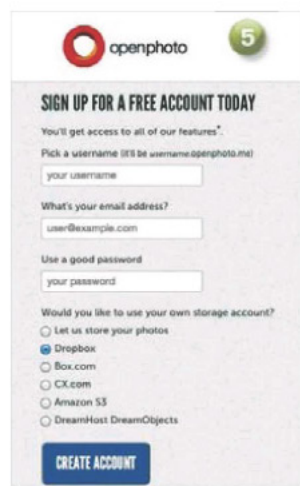 openphoto
5
SIGN UP FOR A FREE ACCOUNT TODAY
You'll get access to all of our features*.
Pick a username (it'll be username.openphoto.me)
your username
What's your email address?
user@example.com
Use a good password
your password
Would you like to use your own storage account?
Let us store your photos
Dropbox
Box.com
CX.com
Amazon S3
DreamHost DreamObjects
CREATE ACCOUNT